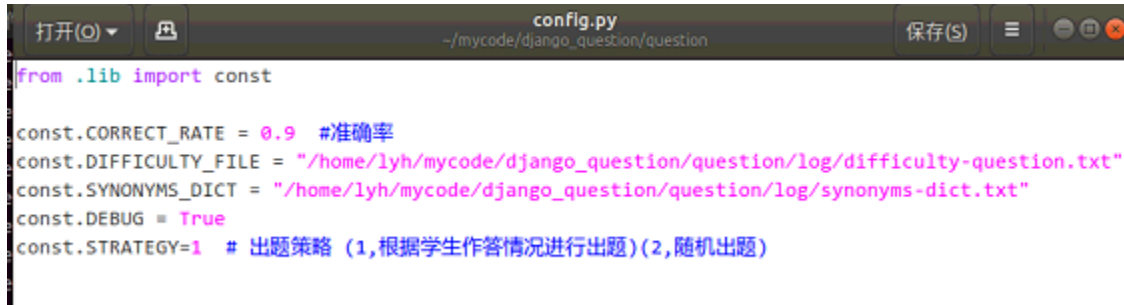 打开(O)
config.py
~/mycode/django_question/question
保存(S)
from .lib import const
const.CORRECT_RATE = 0.9  #准确率
const.DIFFICULTY_FILE = "/home/lyh/mycode/django_question/question/log/difficulty-question.txt"
const.SYNONYMS_DICT = "/home/lyh/mycode/django_question/question/log/synonyms-dict.txt"
const.DEBUG = True
const.STRATEGY=1  # 出题策略 (1,根据学生作答情况进行出题)(2,随机出题)